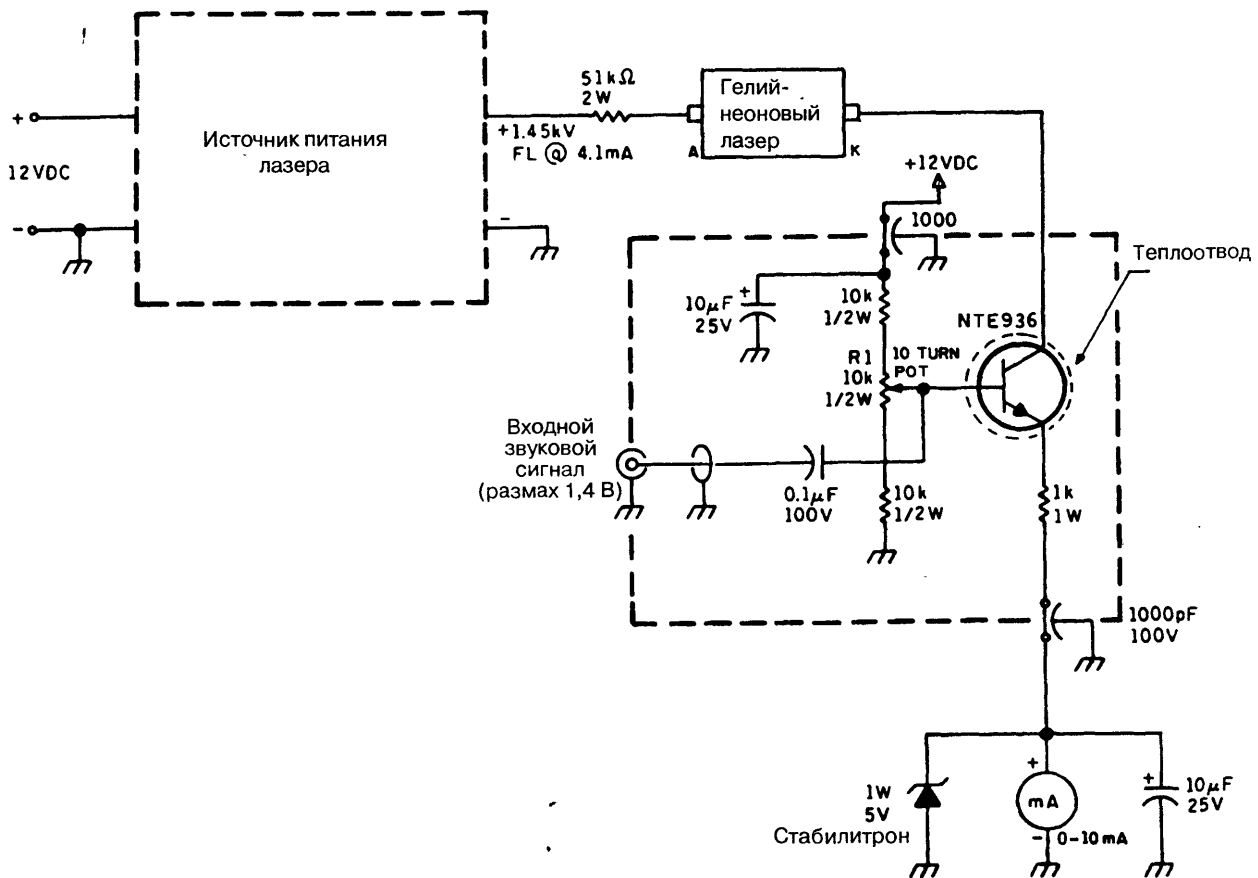 51kΩ
2W
Гелий-
неоновый
лазер
+
Источник питания
лазера
+1.45kV
FL @ 4.1mA
A
K
12VDC
+12VDC
-
-
1000
Теплоотвод
10μF
25V
+
10k
1/2W
NTE936
R1
10k
1/2W
10 TURN
POT
Входной
звуковой
сигнал
(размах 1,4 В)
0.1μF
100V
10k
1/2W
1k
1W
1000pF
100V
1W
5V
Стабилитрон
+
mA
-
0-10mA
+
10μF
25V